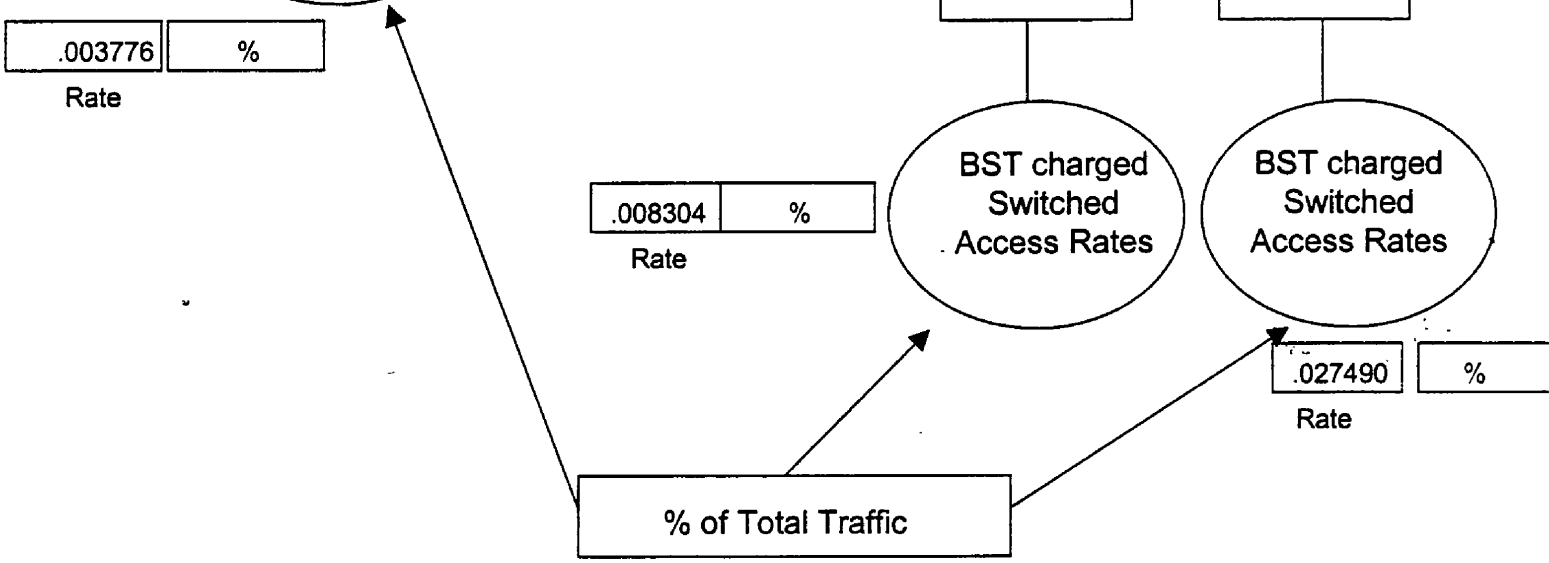 .003776 %
Rate
BST charged
Switched
Access Rates
BST charged
Switched
Access Rates
.008304 %
Rate
.027490 %
Rate
% of Total Traffic